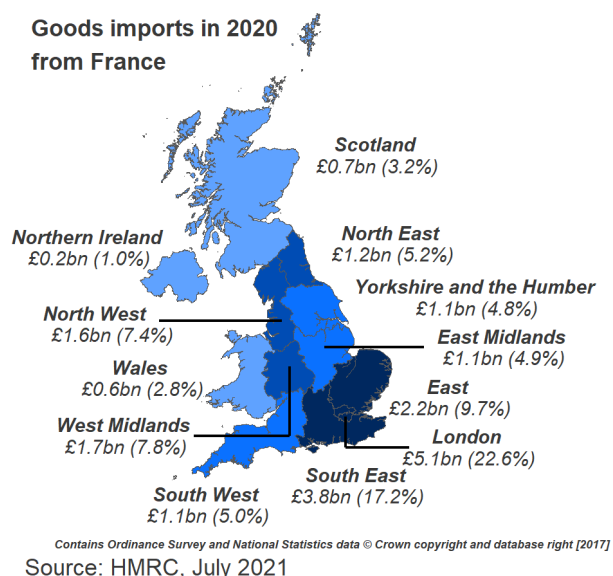 Goods imports in 2020
from France
Scotland
£0.7bn (3.2%)
Northern Ireland
£0.2bn (1.0%)
North East
£1.2bn (5.2%)
Yorkshire and the Humber
£1.1bn (4.8%)
North West
£1.6bn (7.4%)
East Midlands
£1.1bn (4.9%)
Wales
£0.6bn (2.8%)
East
£2.2bn (9.7%)
West Midlands
£1.7bn (7.8%)
London
£5.1bn (22.6%)
South East
£3.8bn (17.2%)
South West
£1.1bn (5.0%)
Contains Ordinance Survey and National Statistics data © Crown copyright and database right [2017]
Source: HMRC, July 2021